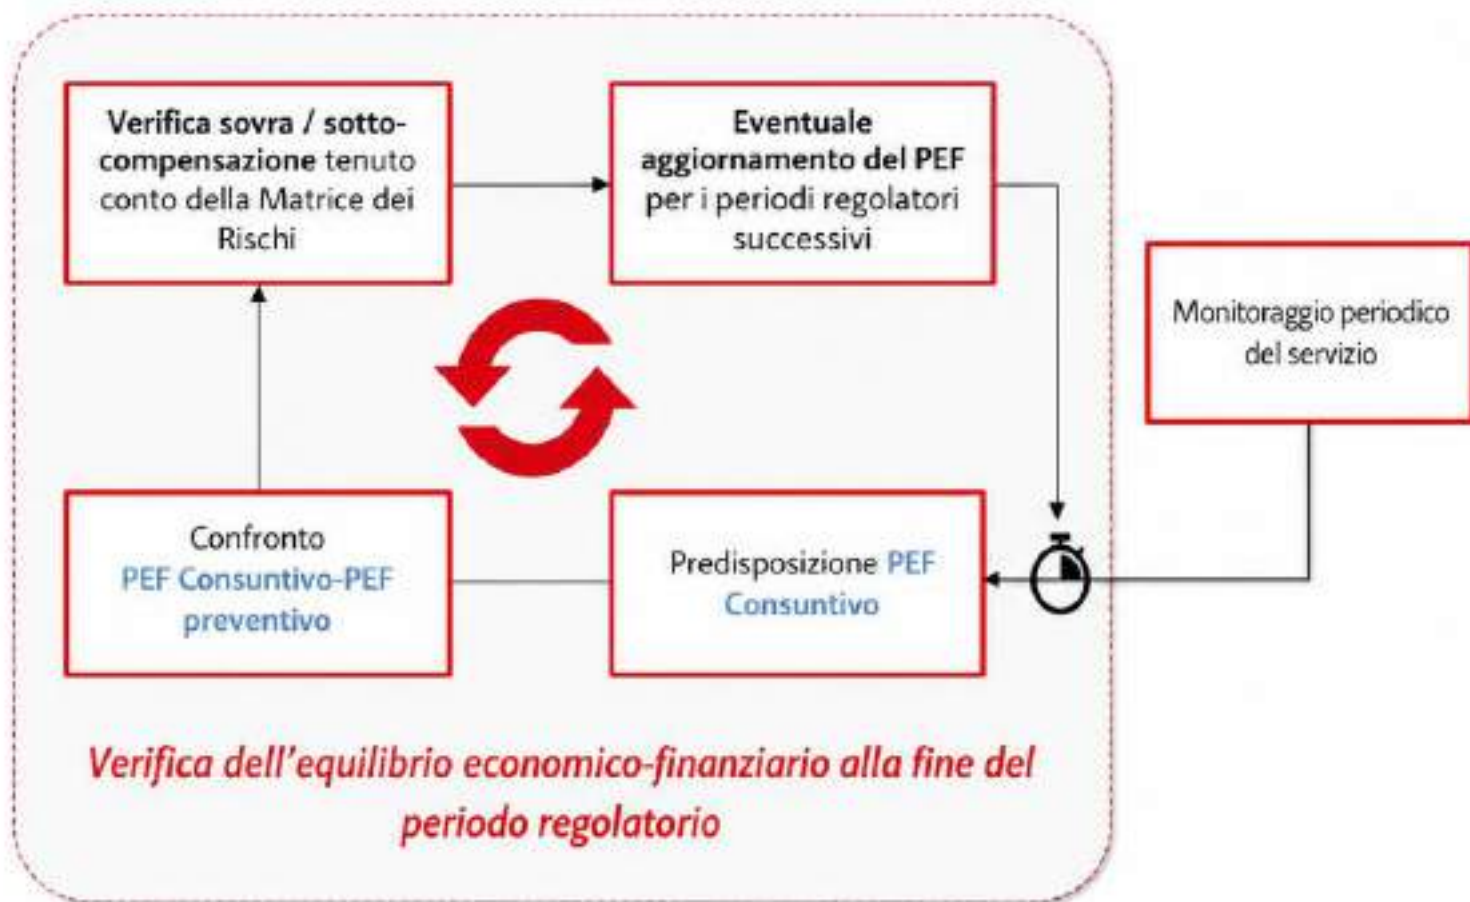 Verifica sovra / sotto-
compensazione tenuto
conto della Matrice dei
Rischi
Eventuale
aggiornamento del PEF
per i periodi regolatori
successivi
Monitoraggio periodico
del servizio
Confronto
PEF Consuntivo-PEF
preventivo
Predisposizione PEF
Consuntivo
Verifica dell'equilibrio economico-finanziario alla fine del
periodo regolatorio